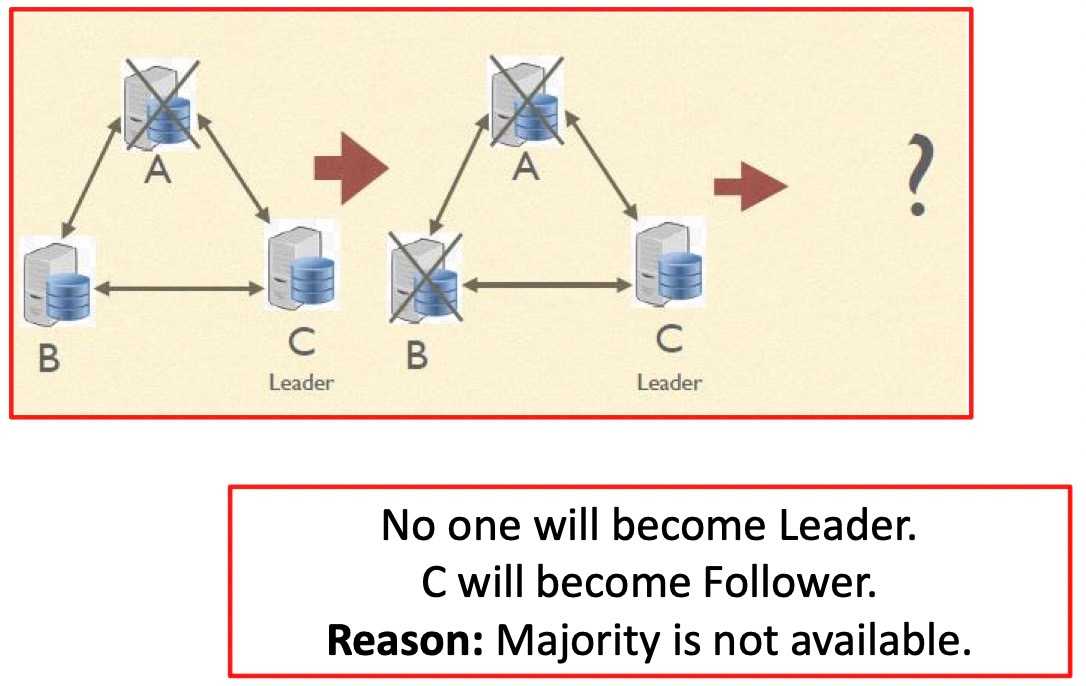 A
A
?
B
C
B
C
Leader
Leader
No one will become Leader.
C will become Follower.
Reason: Majority is not available.